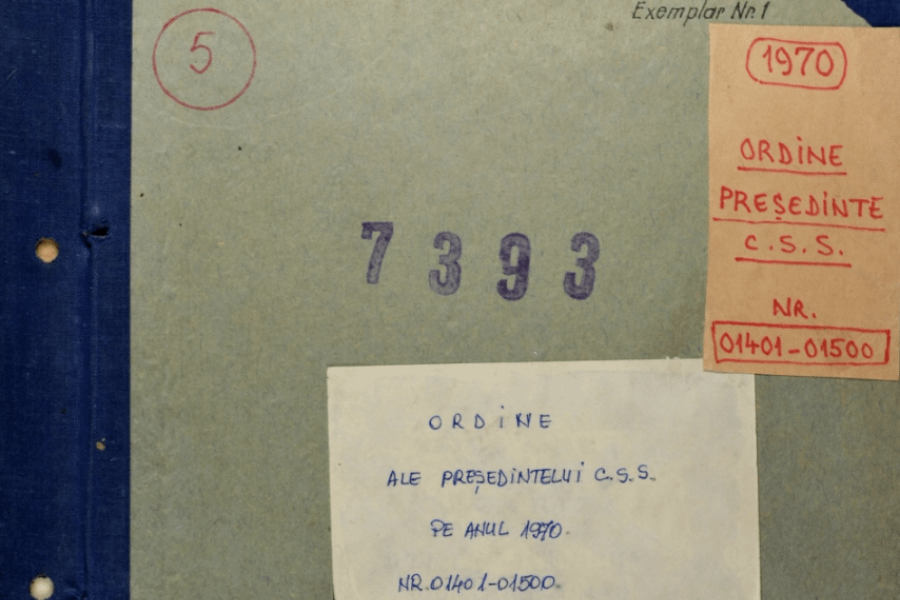 Exemplar Nr. 1
5
1970
ORDINE
PREȘEDINTE
C.S.S.
NR.
01401-01500
7393
ORDINE
ALE PREȘEDINTELUI C.S.S.
PE ANUL 1970.
NR.01401-01500.